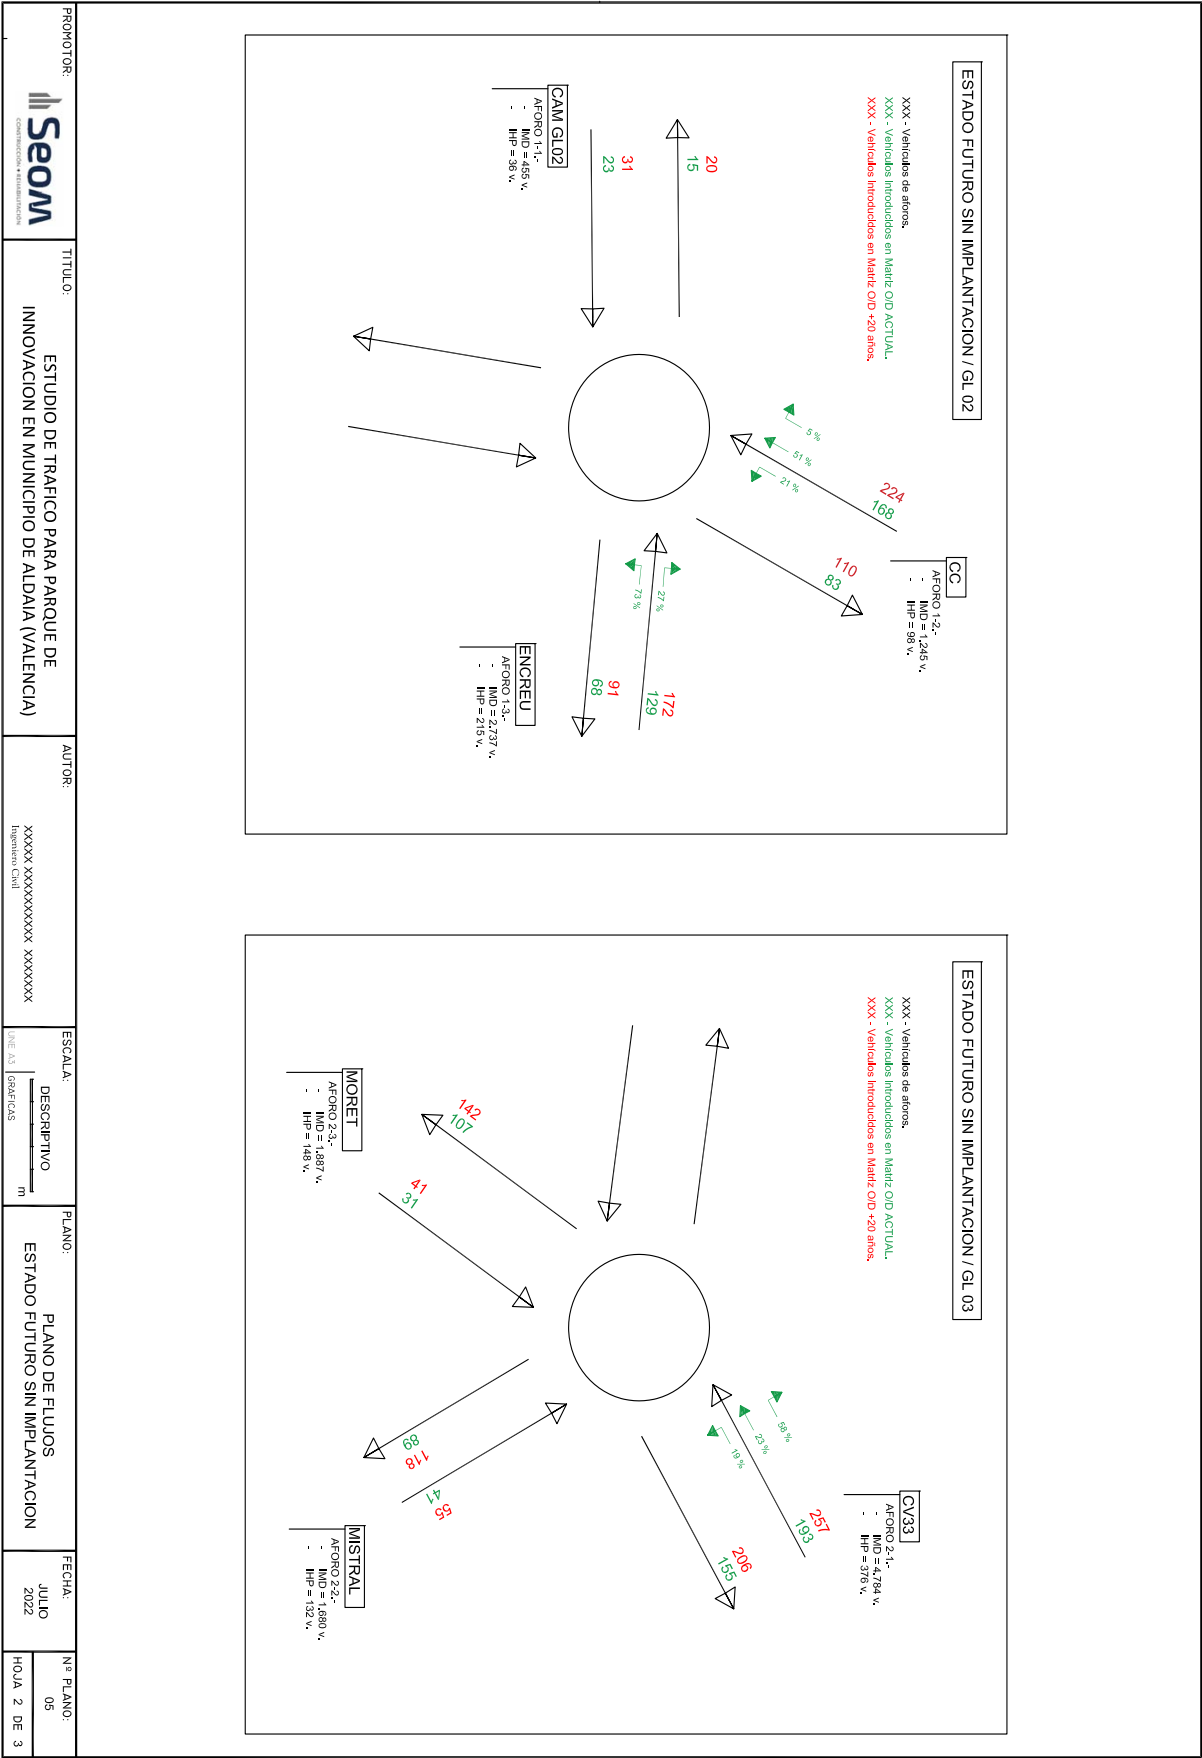 ESTADO FUTURO SIN IMPLANTACION / GL 02
XXX - Vehículos de aforos.
XXX - Vehículos introducidos en Matriz O/D ACTUAL.
XXX - Vehículos introducidos en Matriz O/D +20 años.
CAM GL02
AFORO 1-1.-
- IMD = 455 v.
- IHP = 36 v.
20
15
31
23
5 %
51 %
21 %
224
168
110
83
CC
AFORO 1-2.-
- IMD = 1.245 v.
- IHP = 98 v.
27 %
73 %
172
129
91
68
ENCREU
AFORO 1-3.-
- IMD = 2.737 v.
- IHP = 215 v.
ESTADO FUTURO SIN IMPLANTACION / GL 03
XXX - Vehículos de aforos.
XXX - Vehículos introducidos en Matriz O/D ACTUAL.
XXX - Vehículos introducidos en Matriz O/D +20 años.
MORET
AFORO 2-3.-
- IMD = 1.887 v.
- IHP = 148 v.
142
107
41
31
58 %
23 %
19 %
257
193
206
155
CV33
AFORO 2-1.-
- IMD = 4.784 v.
- IHP = 376 v.
89
118
41
55
MISTRAL
AFORO 2-2.-
- IMD = 1.680 v.
- IHP = 132 v.
PROMOTOR:
Seom
CONSTRUCCIÓN • REHABILITACIÓN
TITULO:
ESTUDIO DE TRAFICO PARA PARQUE DE
INNOVACION EN MUNICIPIO DE ALDAIA (VALENCIA)
AUTOR:
XXXXX XXXXXXXXXXX XXXXXXX
Ingeniero Civil
ESCALA:
DESCRIPTIVO
m
UNE A3
GRAFICAS
PLANO:
PLANO DE FLUJOS
ESTADO FUTURO SIN IMPLANTACION
FECHA:
JULIO
2022
Nº PLANO:
05
HOJA 2 DE 3